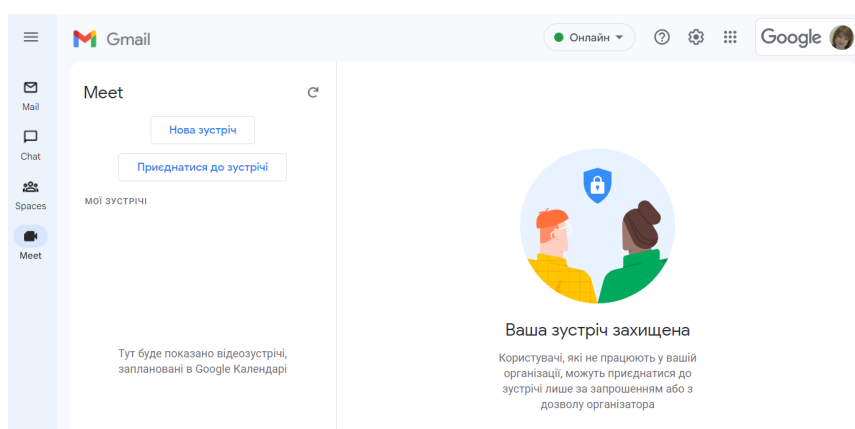 Gmail
Онлайн
Google
Mail
Chat
Spaces
Meet
Meet
Нова зустріч
Приєднатися до зустрічі
МОЇ ЗУСТРІЧІ
Тут буде показано відеозустрічі,
заплановані в Google Календарі
Ваша зустріч захищена
Користувачі, які не працюють у вашій
організації, можуть приєднатися до
зустрічі лише за запрошенням або з
дозволу організатора